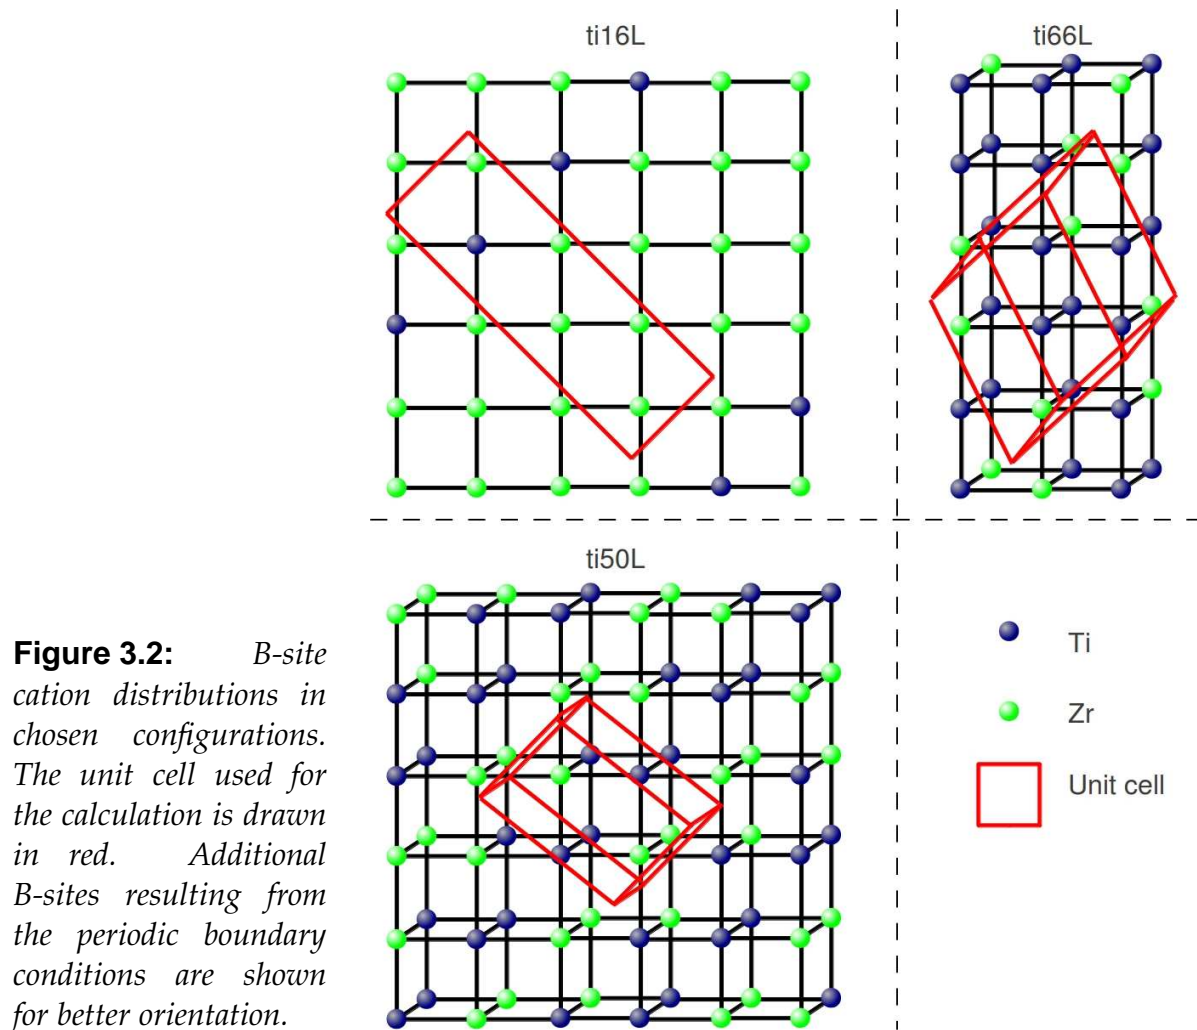 ti16L
ti66L
ti50L
Ti
Zr
Unit cell
Figure 3.2: B-site
cation distributions in
chosen configurations.
The unit cell used for
the calculation is drawn
in red. Additional
B-sites resulting from
the periodic boundary
conditions are shown
for better orientation.